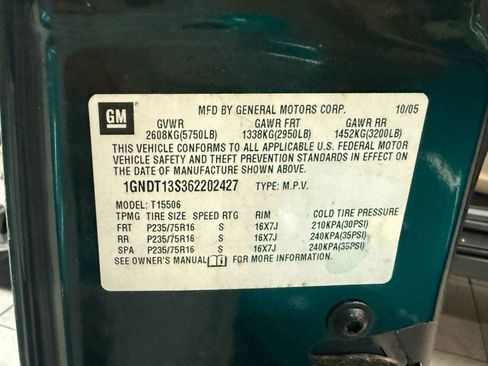 GM
MFD BY GENERAL MOTORS CORP. 10/05
GVWR GAWR FRT GAWR RR
2608KG(5750LB) 1338KG(2950LB) 1452KG(3200LB)
THIS VEHICLE CONFORMS TO ALL APPLICABLE U.S. FEDERAL MOTOR
VEHICLE SAFETY AND THEFT PREVENTION STANDARDS IN EFFECT ON
THE DATE OF MANUFACTURE SHOWN ABOVE.
1GNDT13S362202427 TYPE: M.P.V.
MODEL: T15506
TPMG TIRE SIZE SPEED RTG RIM COLD TIRE PRESSURE
FRT P235/75R16 S 16X7J 210KPA(30PSI)
RR P235/75R16 S 16X7J 240KPA(35PSI)
SPA P235/75R16 S 16X7J 240KPA(35PSI)
SEE OWNER'S MANUAL FOR MORE INFORMATION.